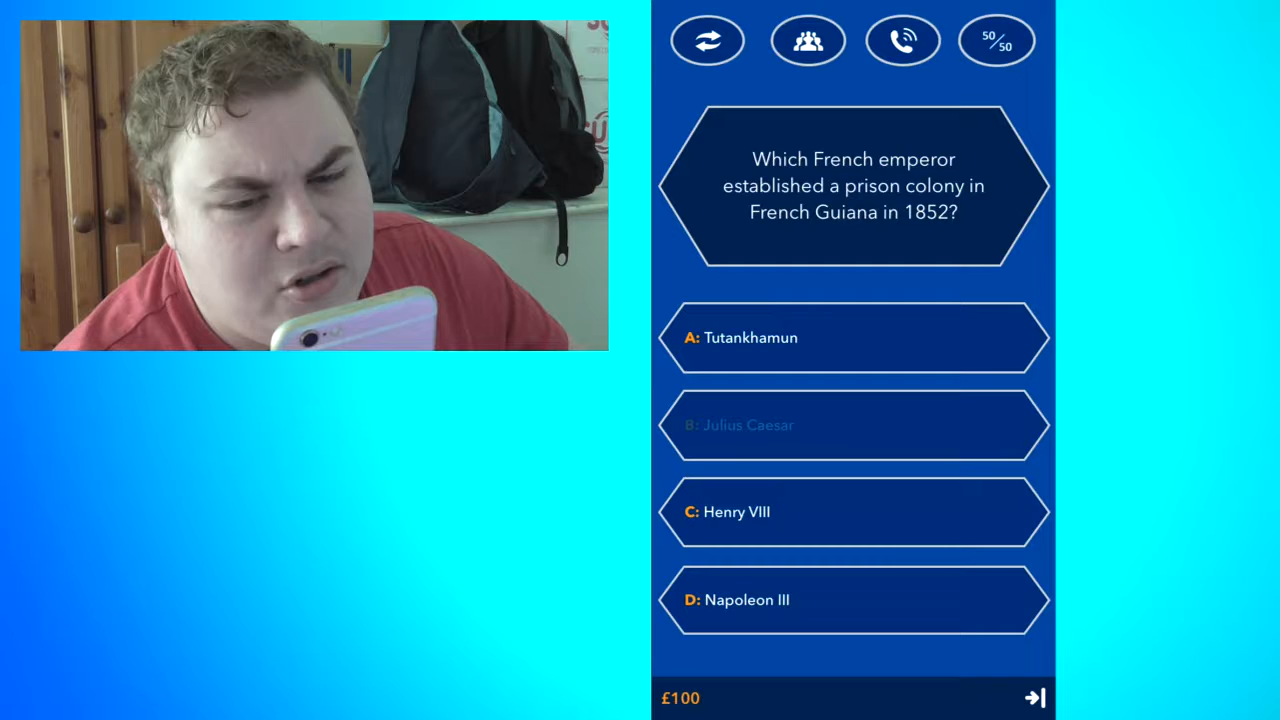 50/50
Which French emperor
established a prison colony in
French Guiana in 1852?
A: Tutankhamun
B: Julius Caesar
C: Henry VIII
D: Napoleon III
£100